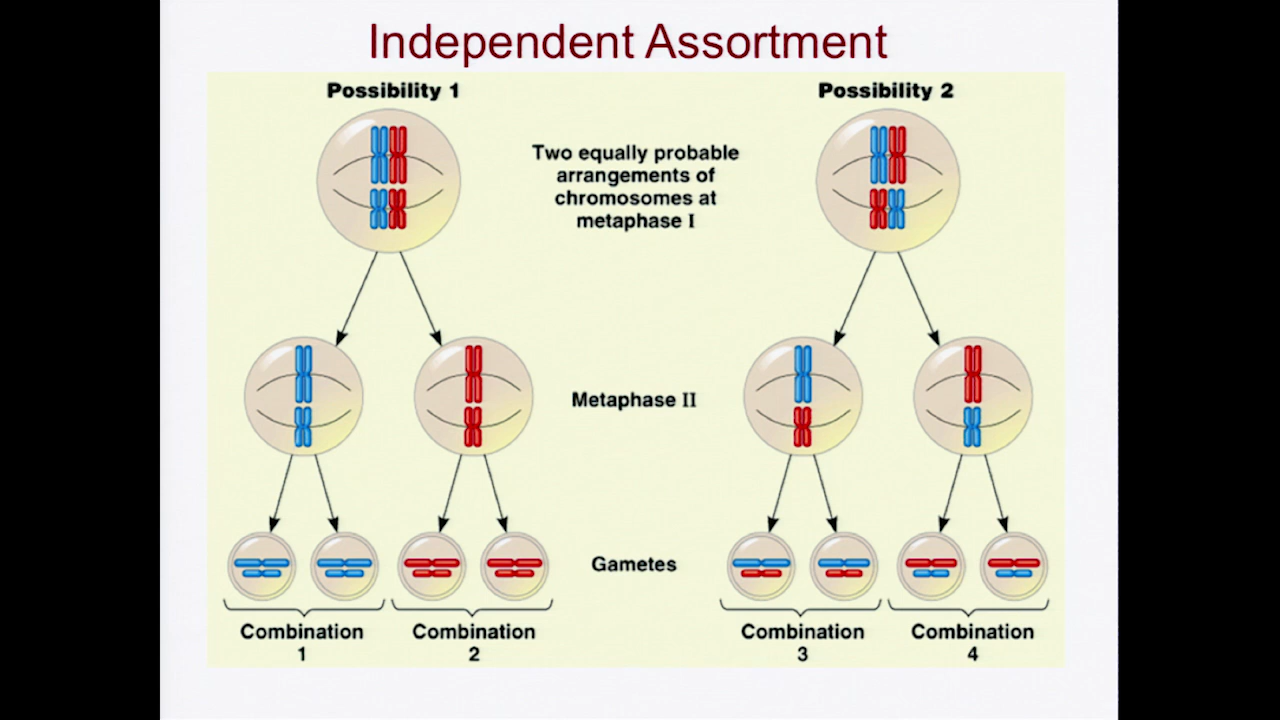 Independent Assortment
Possibility 1
Possibility 2
Two equally probable
arrangements of
chromosomes at
metaphase I
Metaphase II
Gametes
Combination
1
Combination
2
Combination
3
Combination
4